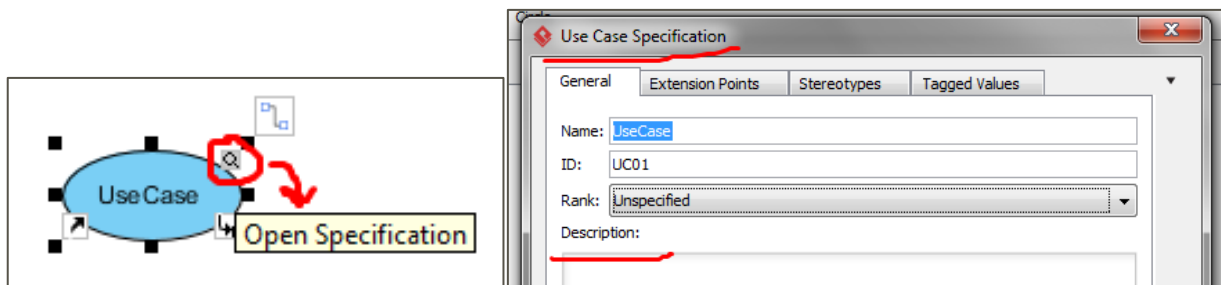 UseCase
Open Specification
Circle
Use Case Specification
General Extension Points Stereotypes Tagged Values
Name: UseCase
ID: UC01
Rank: Unspecified
Description: